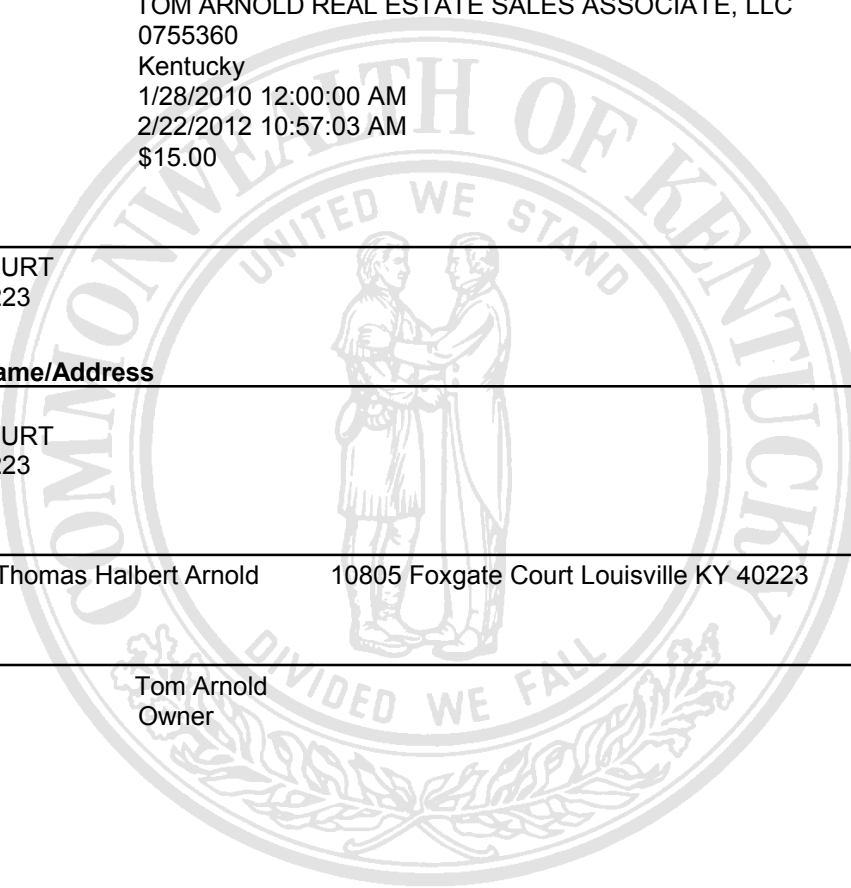 TOM ARNOLD REAL ESTATE SALES ASSOCIATE, LLC
0755360
Kentucky
1/28/2010 12:00:00 AM
2/22/2012 10:57:03 AM
$15.00
URT
23
ame/Address
URT
23
Thomas Halbert Arnold 10805 Foxgate Court Louisville KY 40223
Tom Arnold
Owner
COMMONWEALTH OF KENTUCKY
UNITED WE STAND
DIVIDED WE FALL